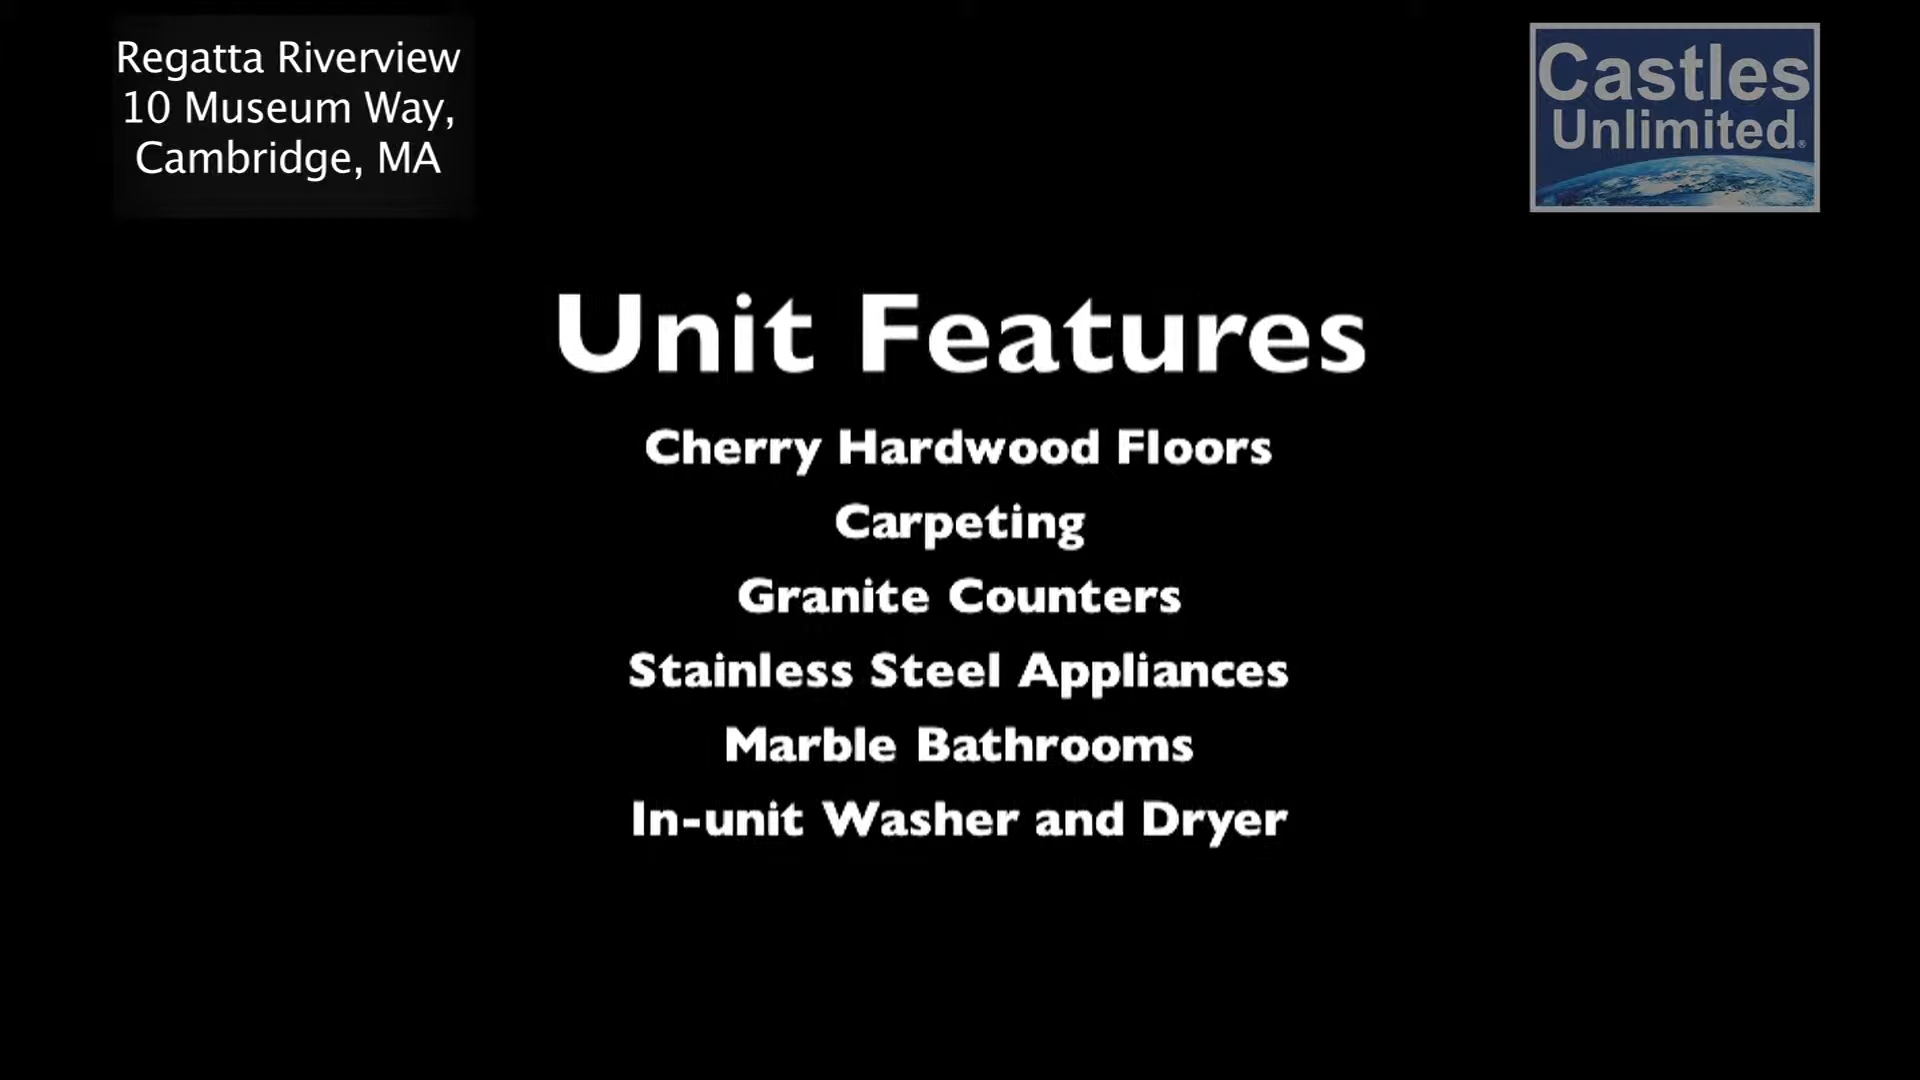 Regatta Riverview
10 Museum Way,
Cambridge, MA
Castles
Unlimited®
Unit Features
Cherry Hardwood Floors
Carpeting
Granite Counters
Stainless Steel Appliances
Marble Bathrooms
In-unit Washer and Dryer